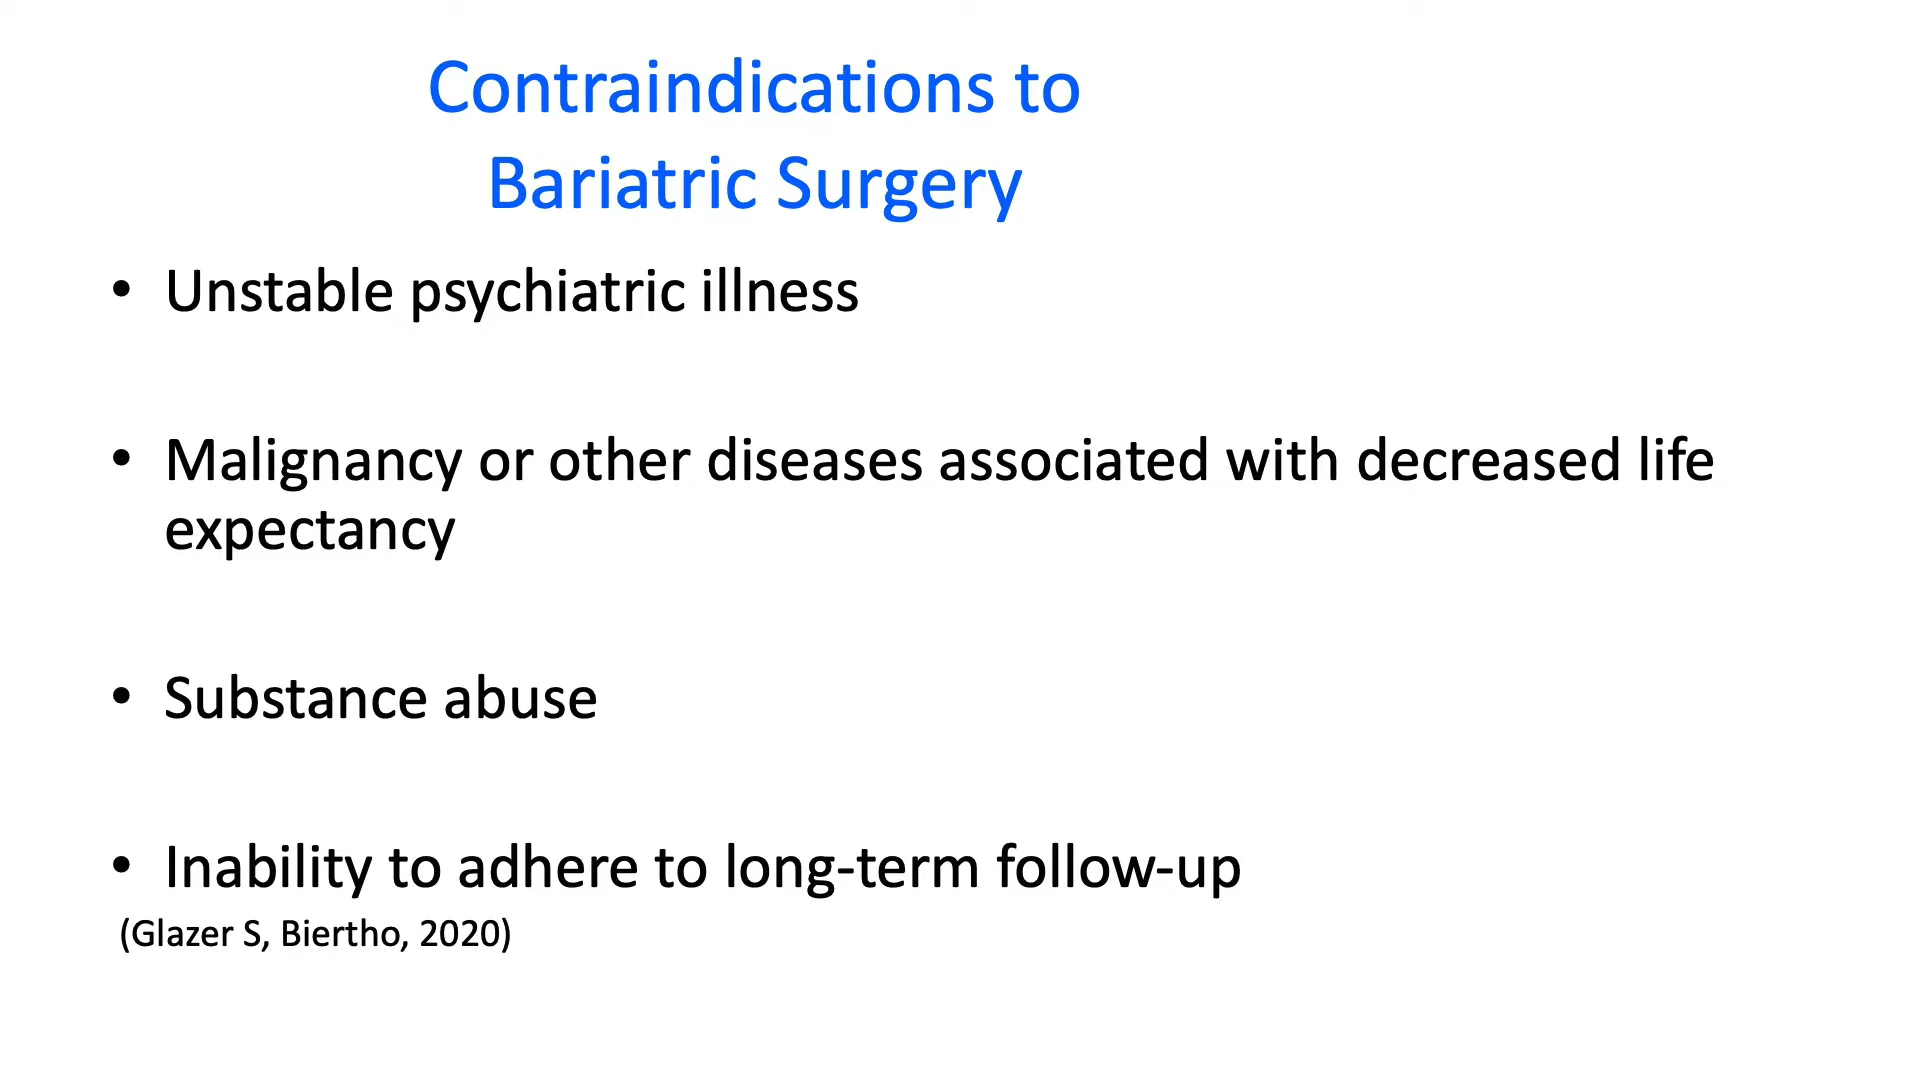 Contraindications to
Bariatric Surgery
• Unstable psychiatric illness
• Malignancy or other diseases associated with decreased life
expectancy
• Substance abuse
• Inability to adhere to long-term follow-up
(Glazer S, Biertho, 2020)